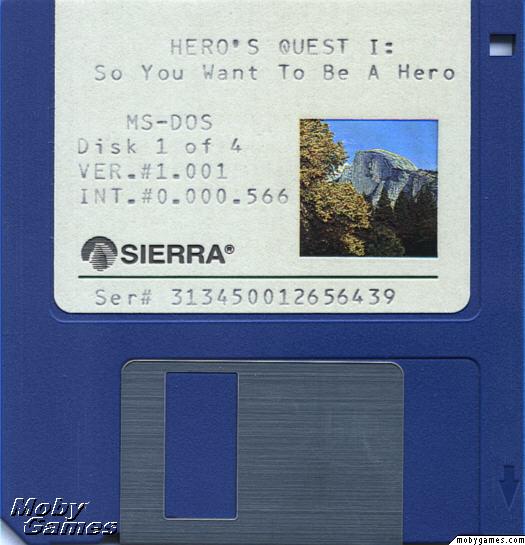 HERO'S QUEST I:
So You Want To Be A Hero
MS-DOS
Disk 1 of 4
VER.#1.001
INT.#0.000.566
SIERRA®
Ser# 313450012656439
Moby
Games
mobygames.com